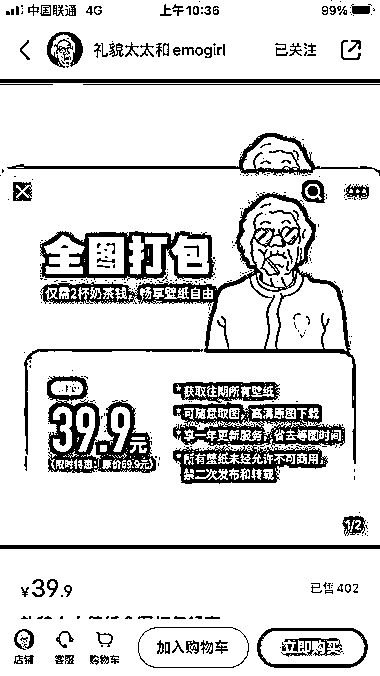 中国联通 4G 上午10:36 99%
礼貌太太和emogirl 已关注
全图打包
仅需2杯奶茶钱，畅享壁纸自由
39.9元
(限时特惠，原价59.9元)
*获取往期所有壁纸
*可随意取图，高清原图下载
*享一年更新服务，省去等图时间
*所有壁纸未经允许不可商用，
禁二次发布和转载
1/2
¥39.9 已售 402
店铺 客服 购物车 加入购物车 立即购买